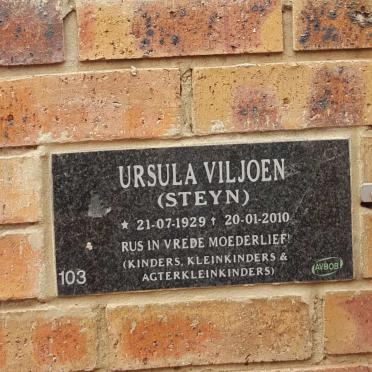 URSULA VILJOEN
(STEYN)
* 21-07-1929 † 20-01-2010
RUS IN VREDE MOEDERLIEF!
(KINDERS, KLEINKINDERS &
AGTERKLEINKINDERS)
103
AVBOB